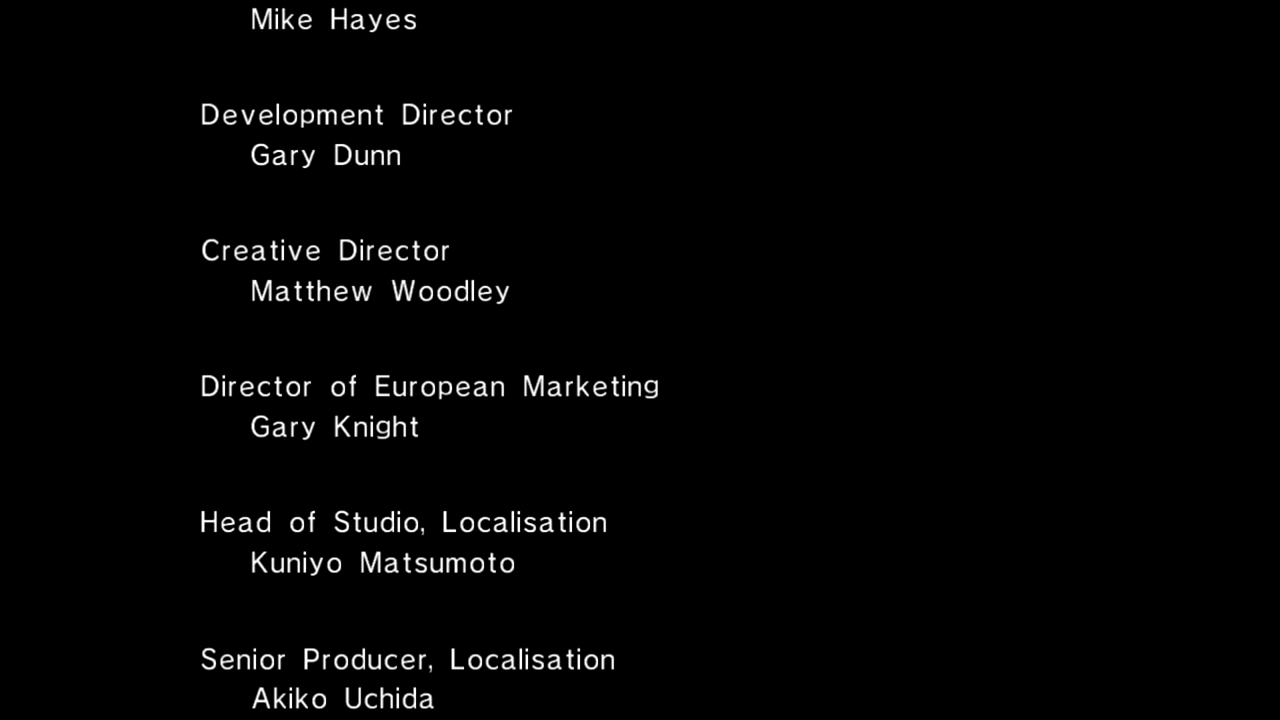 Mike Hayes
Development Director
Gary Dunn
Creative Director
Matthew Woodley
Director of European Marketing
Gary Knight
Head of Studio, Localisation
Kuniyo Matsumoto
Senior Producer, Localisation
Akiko Uchida